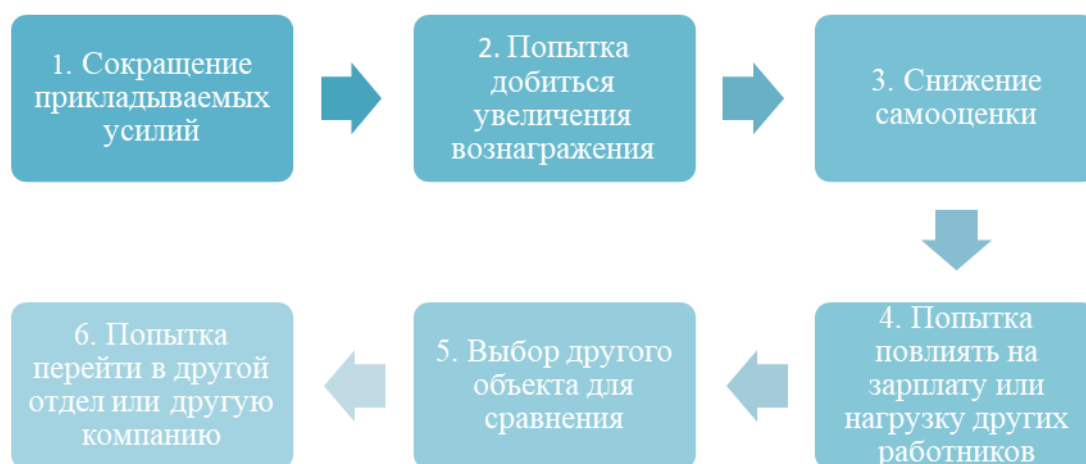 1. Сокращение
прикладываемых
усилий
2. Попытка
добиться
увеличения
вознагражения
3. Снижение
самооценки
4. Попытка
повлиять на
зарплату или
нагрузку других
работников
5. Выбор другого
объекта для
сравнения
6. Попытка
перейти в другой
отдел или другую
компанию